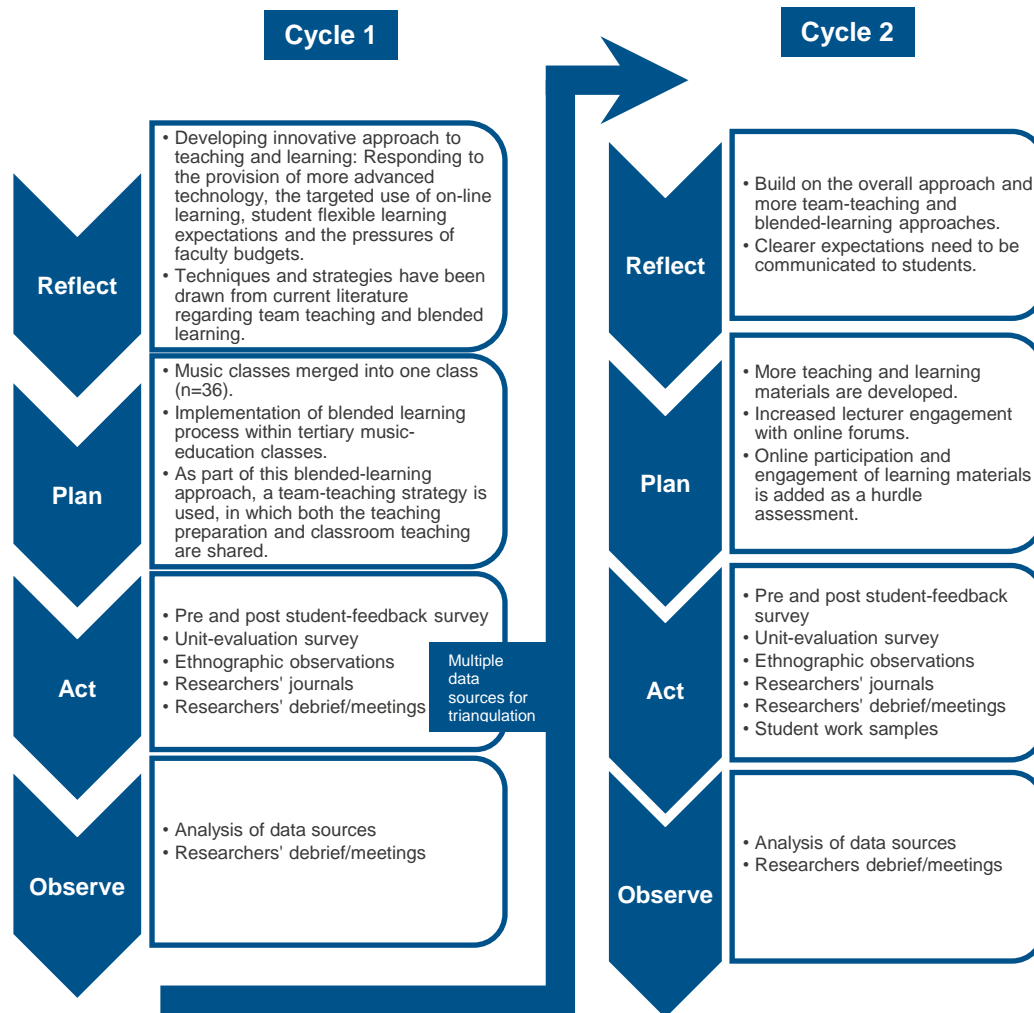 Cycle 1
Reflect
• Developing innovative approach to
teaching and learning: Responding to
the provision of more advanced
technology, the targeted use of on-line
learning, student flexible learning
expectations and the pressures of
faculty budgets.
• Techniques and strategies have been
drawn from current literature
regarding team teaching and blended
learning.
Plan
• Music classes merged into one class
(n=36).
• Implementation of blended learning
process within tertiary music-
education classes.
• As part of this blended-learning
approach, a team-teaching strategy is
used, in which both the teaching
preparation and classroom teaching
are shared.
Act
• Pre and post student-feedback survey
• Unit-evaluation survey
• Ethnographic observations
• Researchers' journals
• Researchers' debrief/meetings
Observe
• Analysis of data sources
• Researchers' debrief/meetings
Multiple
data
sources for
triangulation
Cycle 2
Reflect
• Build on the overall approach and
more team-teaching and
blended-learning approaches.
• Clearer expectations need to be
communicated to students.
Plan
• More teaching and learning
materials are developed.
• Increased lecturer engagement
with online forums.
• Online participation and
engagement of learning materials
is added as a hurdle
assessment.
Act
• Pre and post student-feedback
survey
• Unit-evaluation survey
• Ethnographic observations
• Researchers' journals
• Researchers' debrief/meetings
• Student work samples
Observe
• Analysis of data sources
• Researchers debrief/meetings